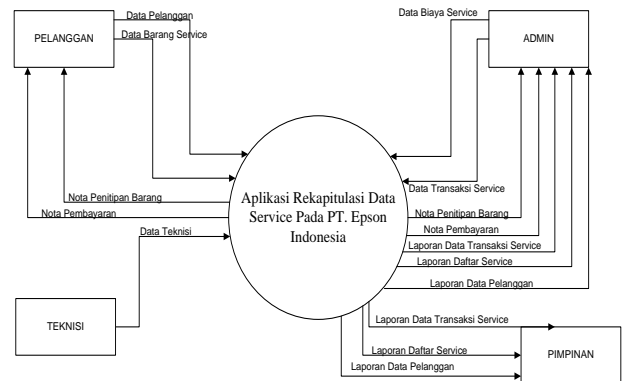 Data Pelanggan
PELANGGAN
Data Barang Service
Data Biaya Service
ADMIN
Data Transaksi Service
Aplikasi Rekapitulasi Data
Service Pada PT. Epson
Indonesia
Nota Penitipan Barang
Nota Pembayaran
Data Teknisi
TEKNISI
Nota Penitipan Barang
Nota Pembayaran
Laporan Data Transaksi Service
Laporan Daftar Service
Laporan Data Pelanggan
Laporan Data Transaksi Service
Laporan Daftar Service
Laporan Data Pelanggan
PIMPINAN